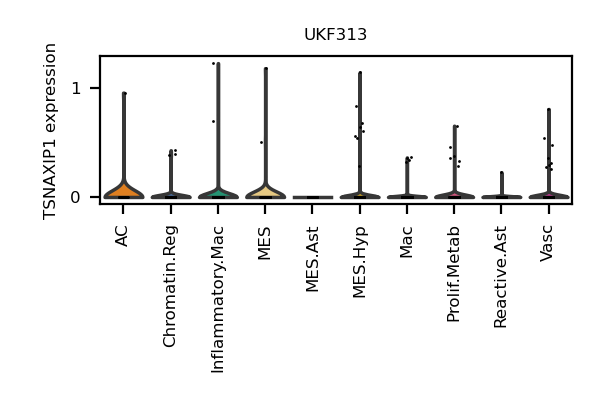 UKF313
TSNAXIP1 expression
1
0
AC
Chromatin.Reg
Inflammatory.Mac
MES
MES.Ast
MES.Hyp
Mac
Prolif.Metab
Reactive.Ast
Vasc